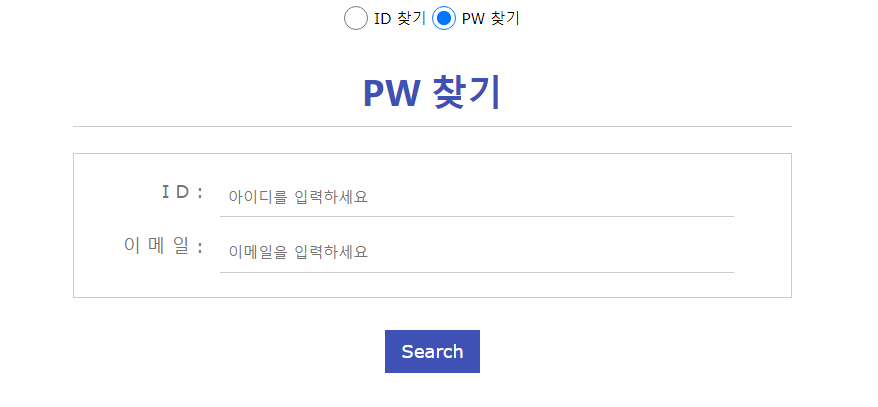 ID 찾기 PW 찾기
PW 찾기
I D : 아이디를 입력하세요
이 메 일 : 이메일을 입력하세요
Search